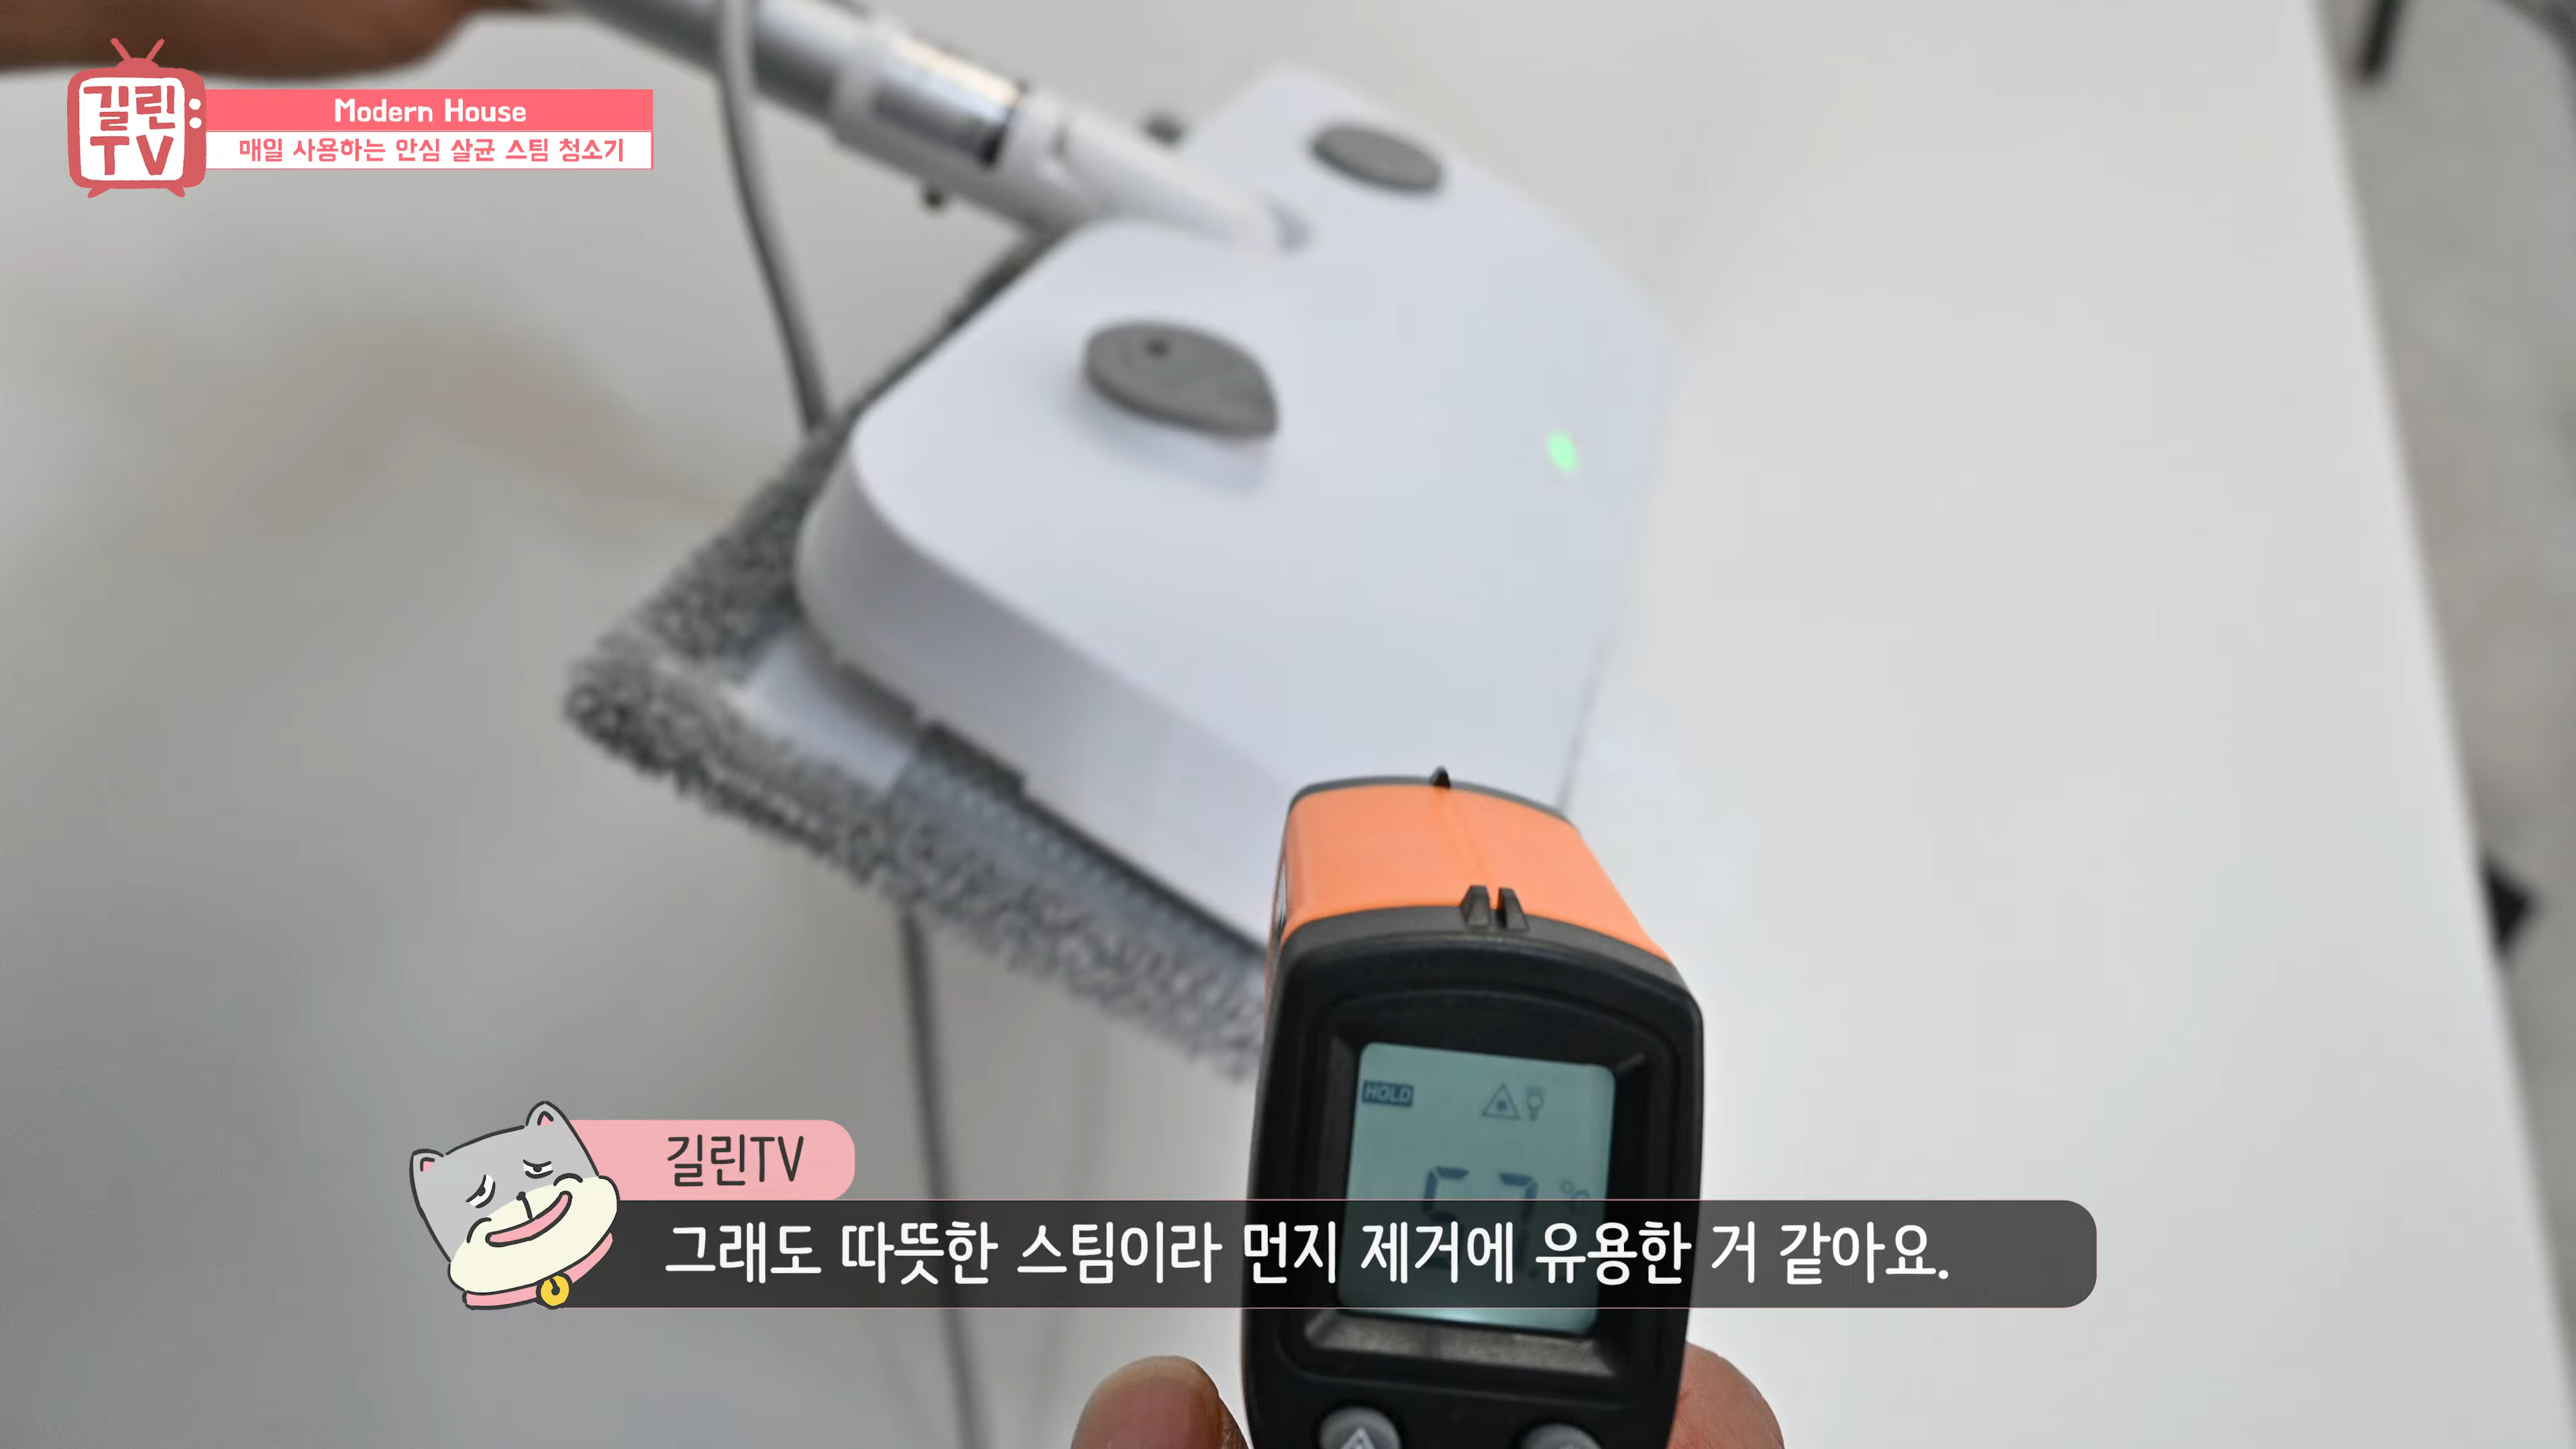 길린
TV
Modern House
매일 사용하는 안심 살균 스팀 청소기
HOLD
°C
길린TV
그래도 따뜻한 스팀이라 먼지 제거에 유용한 거 같아요.